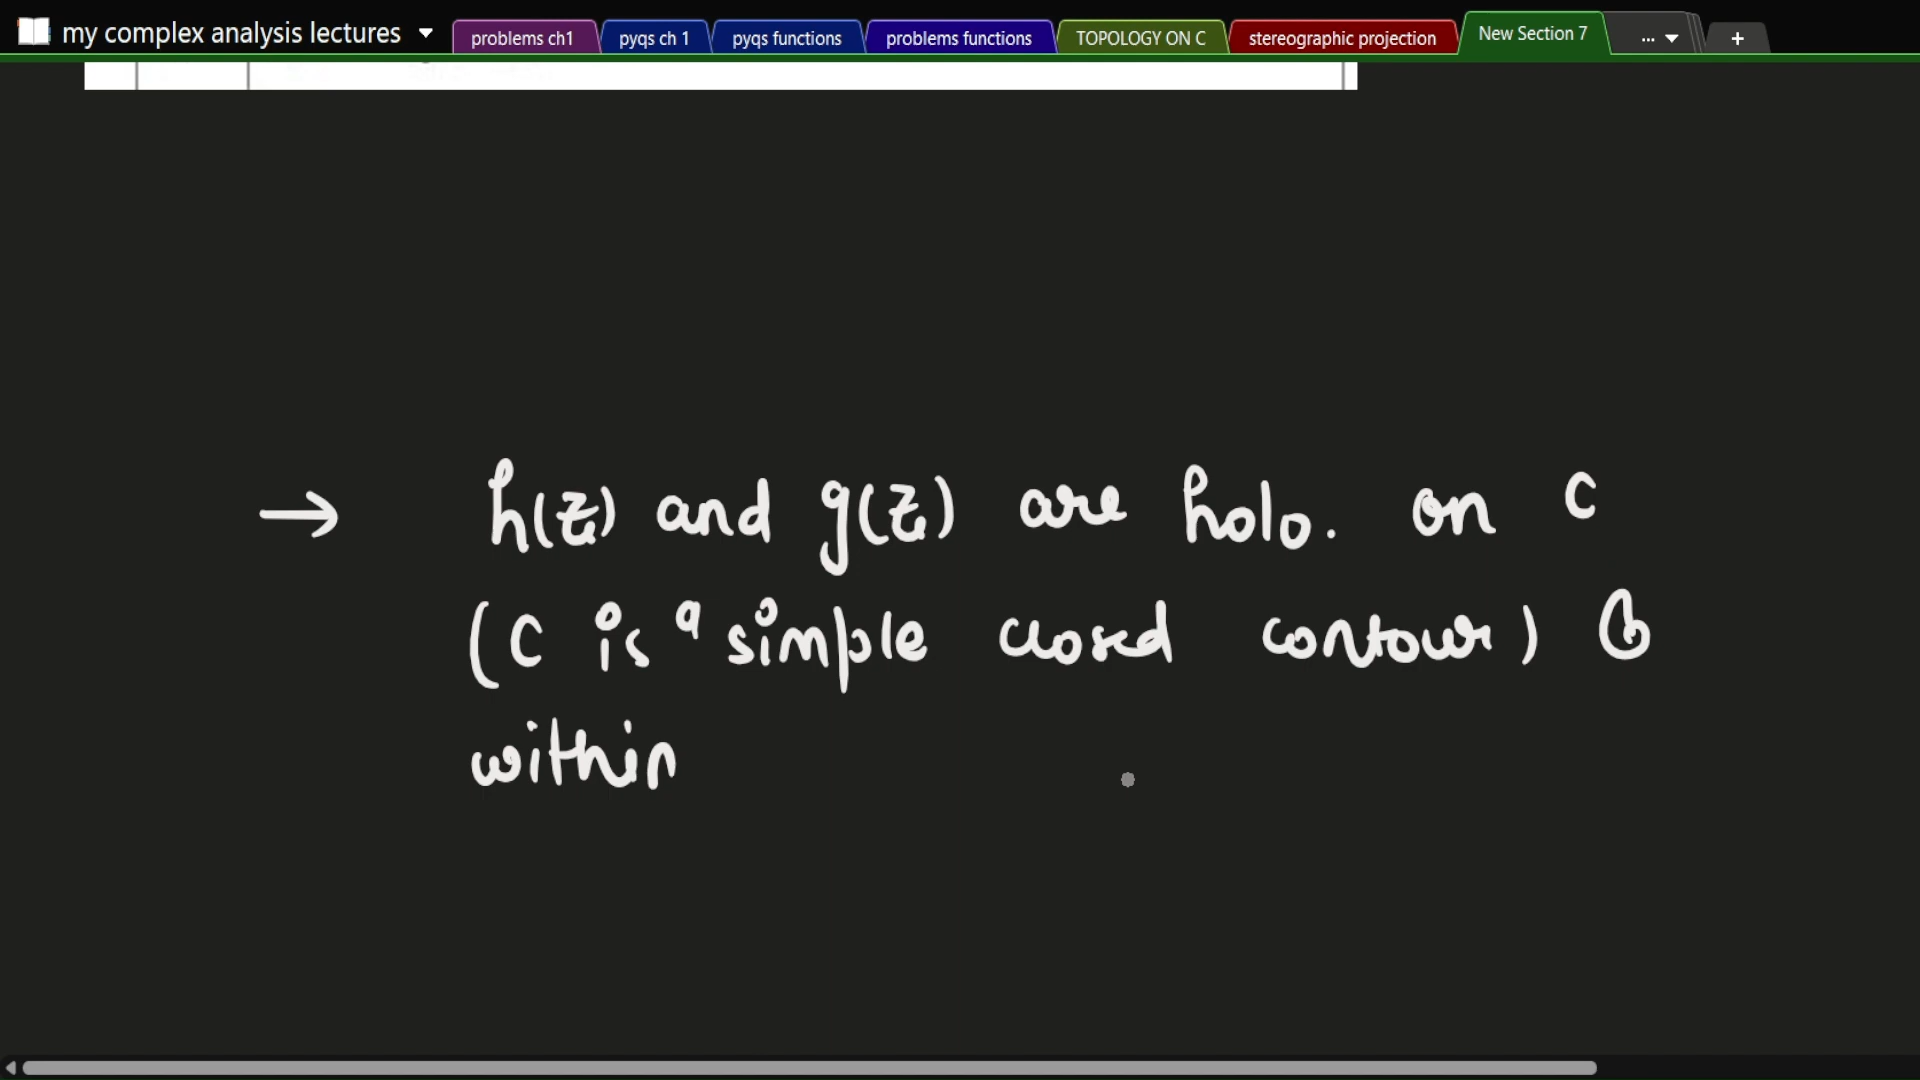 my complex analysis lectures
problems ch1
pyqs ch 1
pyqs functions
problems functions
TOPOLOGY ON C
stereographic projection
New Section 7
...
+
→ h(z) and g(z) are holo. on C
(C is a simple closed contour) &
within